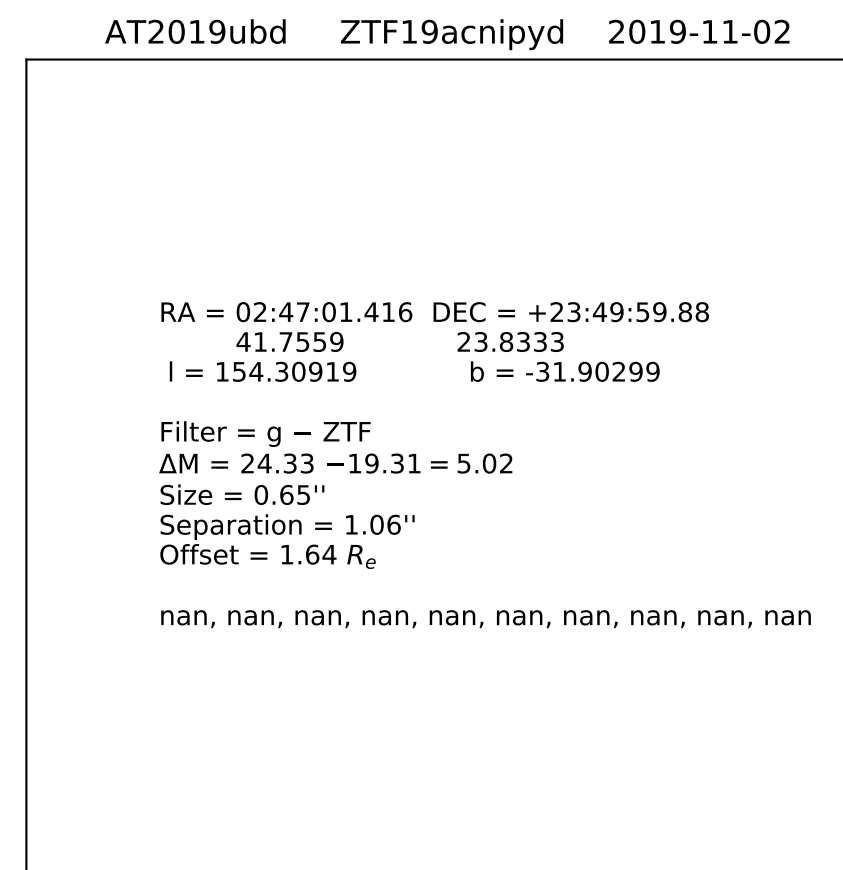 AT2019ubd ZTF19acnipyd 2019-11-02
RA = 02:47:01.416 DEC = +23:49:59.88
41.7559 23.8333
l = 154.30919 b = -31.90299
Filter = g − ZTF
ΔM = 24.33 −19.31 = 5.02
Size = 0.65''
Separation = 1.06''
Offset = 1.64 Rₑ
nan, nan, nan, nan, nan, nan, nan, nan, nan, nan